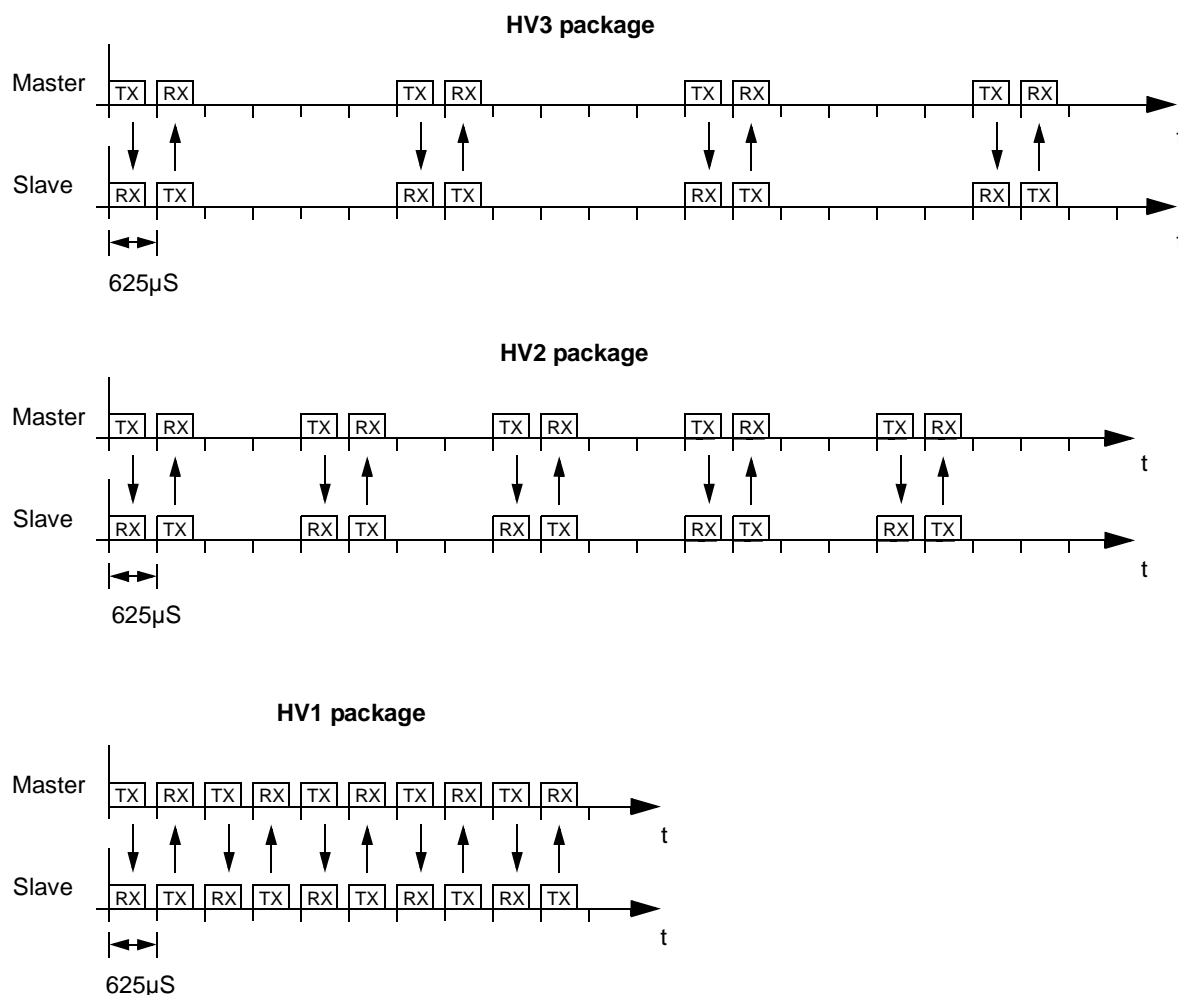 HV3 package
Master
TX RX TX RX TX RX TX RX
Slave
RX TX RX TX RX TX RX TX
625µS
HV2 package
Master
TX RX TX RX TX RX TX RX TX RX
t
Slave
RX TX RX TX RX TX RX TX RX TX
t
625µS
HV1 package
Master
TX RX TX RX TX RX TX RX TX RX
t
Slave
RX TX RX TX RX TX RX TX RX TX
t
625µS